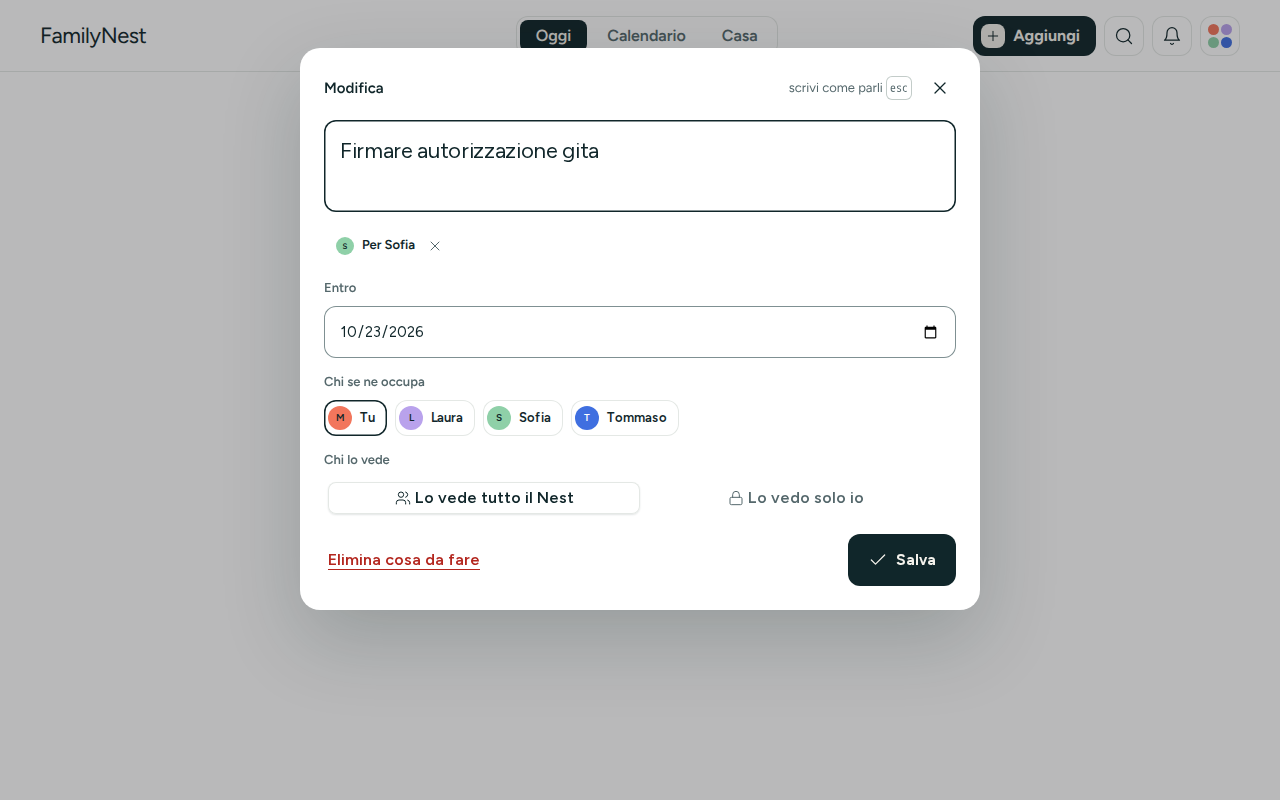 FamilyNest
Oggi
Calendario
Casa
Aggiungi
Modifica
scrivi come parli esc
Firmare autorizzazione gita
S Per Sofia
Entro
10/23/2026
Chi se ne occupa
M Tu
L Laura
S Sofia
T Tommaso
Chi lo vede
Lo vede tutto il Nest
Lo vedo solo io
Elimina cosa da fare
Salva